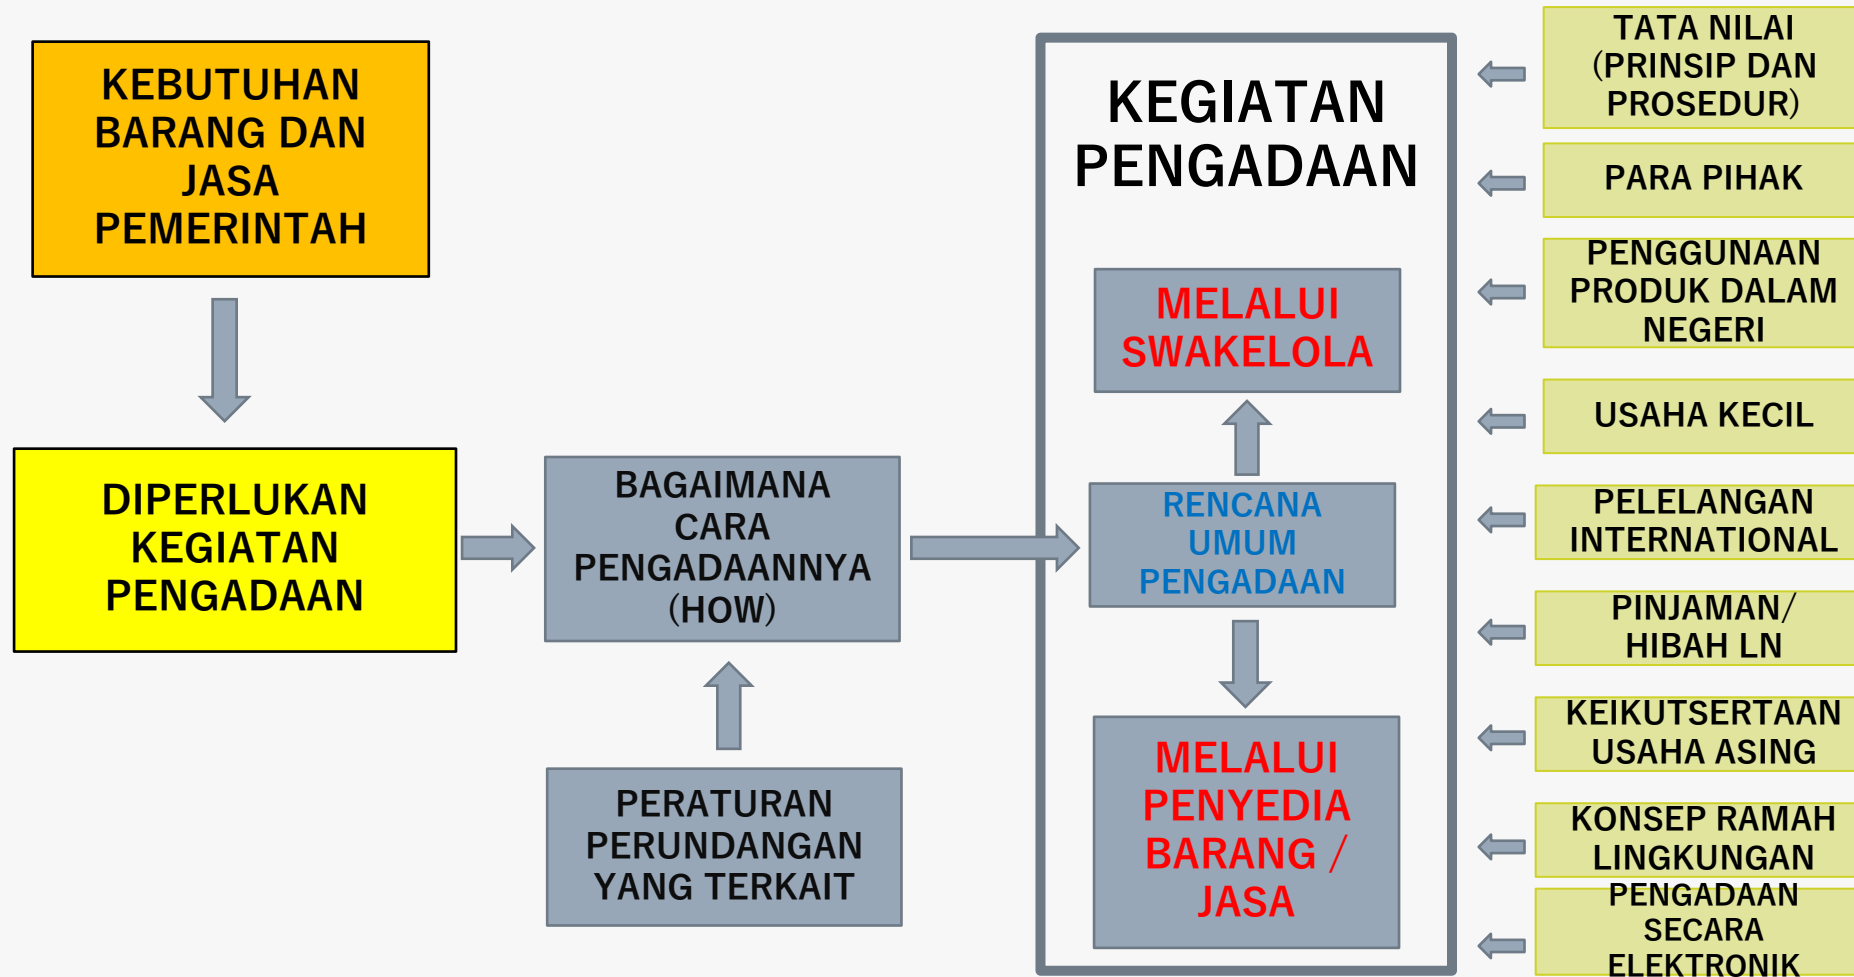 KEBUTUHAN
BARANG DAN
JASA
PEMERINTAH
DIPERLUKAN
KEGIATAN
PENGADAAN
BAGAIMANA
CARA
PENGADAANNYA
(HOW)
PERATURAN
PERUNDANGAN
YANG TERKAIT
KEGIATAN
PENGADAAN
MELALUI
SWAKELOLA
RENCANA
UMUM
PENGADAAN
MELALUI
PENYEDIA
BARANG /
JASA
TATA NILAI
(PRINSIP DAN
PROSEDUR)
PARA PIHAK
PENGGUNAAN
PRODUK DALAM
NEGERI
USAHA KECIL
PELELANGAN
INTERNATIONAL
PINJAMAN/
HIBAH LN
KEIKUTSERTAAN
USAHA ASING
KONSEP RAMAH
LINGKUNGAN
PENGADAAN
SECARA
ELEKTRONIK